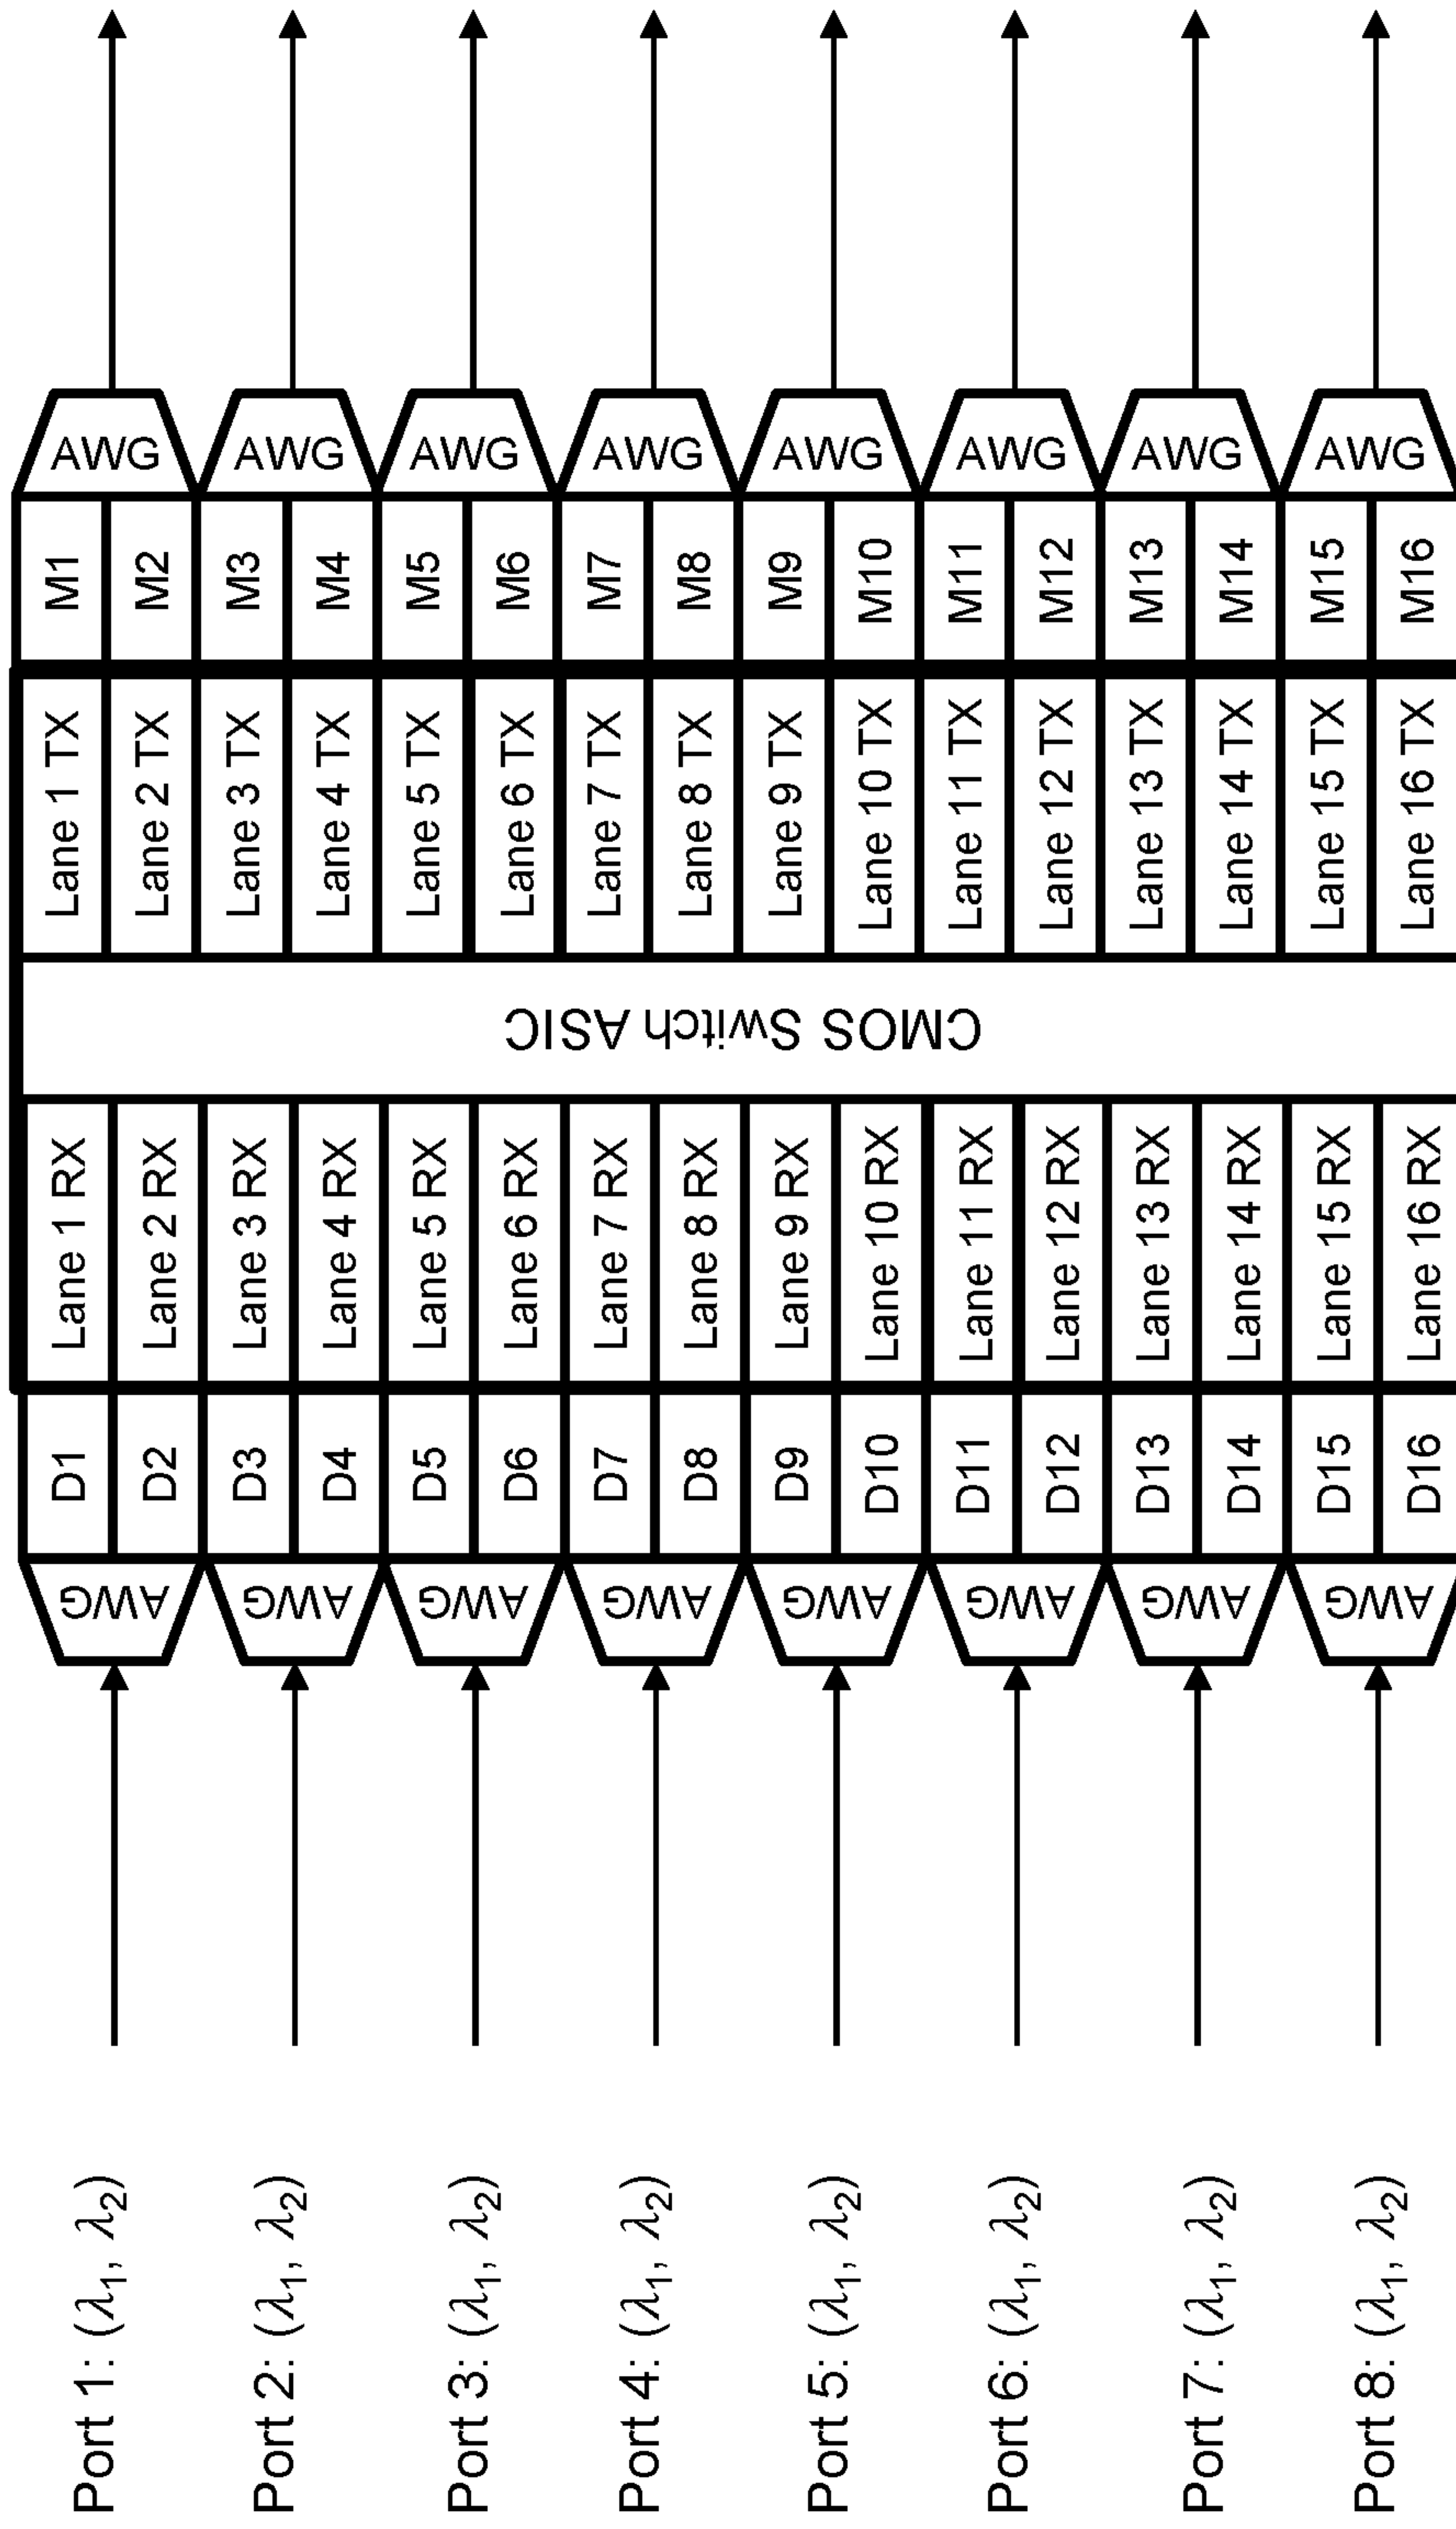 AWG AWG AWG AWG AWG AWG AWG AWG
M1 M2 M3 M4 M5 M6 M7 M8 M9 M10 M11 M12 M13 M14 M15 M16
Lane 1 TX
Lane 2 TX
Lane 3 TX
Lane 4 TX
Lane 5 TX
Lane 6 TX
Lane 7 TX
Lane 8 TX
Lane 9 TX
Lane 10 TX
Lane 11 TX
Lane 12 TX
Lane 13 TX
Lane 14 TX
Lane 15 TX
Lane 16 TX
CMOS Switch ASIC
Lane 1 RX
Lane 2 RX
Lane 3 RX
Lane 4 RX
Lane 5 RX
Lane 6 RX
Lane 7 RX
Lane 8 RX
Lane 9 RX
Lane 10 RX
Lane 11 RX
Lane 12 RX
Lane 13 RX
Lane 14 RX
Lane 15 RX
Lane 16 RX
D1 D2 D3 D4 D5 D6 D7 D8 D9 D10 D11 D12 D13 D14 D15 D16
AWG AWG AWG AWG AWG AWG AWG AWG
Port 1: (λ₁, λ₂)
Port 2: (λ₁, λ₂)
Port 3: (λ₁, λ₂)
Port 4: (λ₁, λ₂)
Port 5: (λ₁, λ₂)
Port 6: (λ₁, λ₂)
Port 7: (λ₁, λ₂)
Port 8: (λ₁, λ₂)